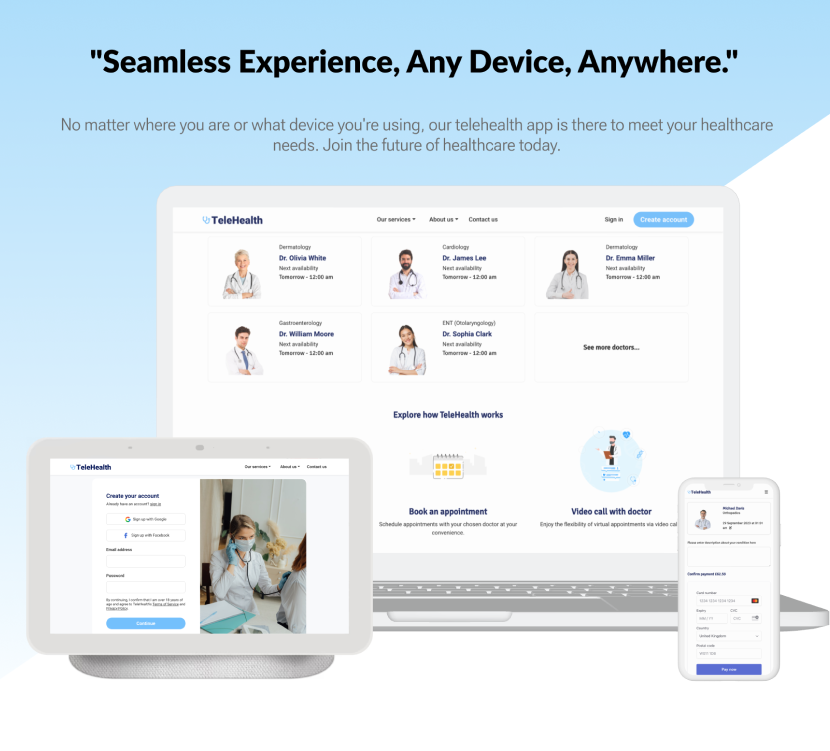 "Seamless Experience, Any Device, Anywhere."
No matter where you are or what device you're using, our telehealth app is there to meet your healthcare
needs. Join the future of healthcare today.
TeleHealth
Our services
About us
Contact us
Sign in
Create account
Dermatology
Dr. Olivia White
Next availability
Tomorrow - 12:00 am
Cardiology
Dr. James Lee
Next availability
Tomorrow - 12:00 am
Dermatology
Dr. Emma Miller
Next availability
Tomorrow - 12:00 am
Gastroenterology
Dr. William Moore
Next availability
Tomorrow - 12:00 am
ENT (Otolaryngology)
Dr. Sophia Clark
Next availability
Tomorrow - 12:00 am
See more doctors...
Explore how TeleHealth works
Book an appointment
Schedule appointments with your chosen doctor at your
convenience.
Video call with doctor
Enjoy the flexibility of virtual appointments via video cal
TeleHealth
Our services
About us
Contact us
Create your account
Already have an account? sign in
Sign up with Google
Sign up with Facebook
Email address
Password
By continuing, I confirm that I am over 18 years of
age and agree to TeleHealth's Terms of Service and
Privacy Policy.
Continue
TeleHealth
Michael Davis
Orthopedics
Please enter description about your condition here
Confirm payment
Card number
1234 1234 1234 1234
Expiry
CVC
MM / YY
CVC
Country
United Kingdom
Postal code
Pay now